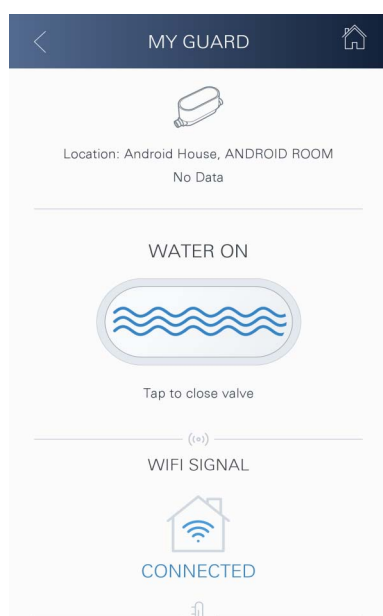 MY GUARD
Location: Android House, ANDROID ROOM
No Data
WATER ON
Tap to close valve
WIFI SIGNAL
CONNECTED